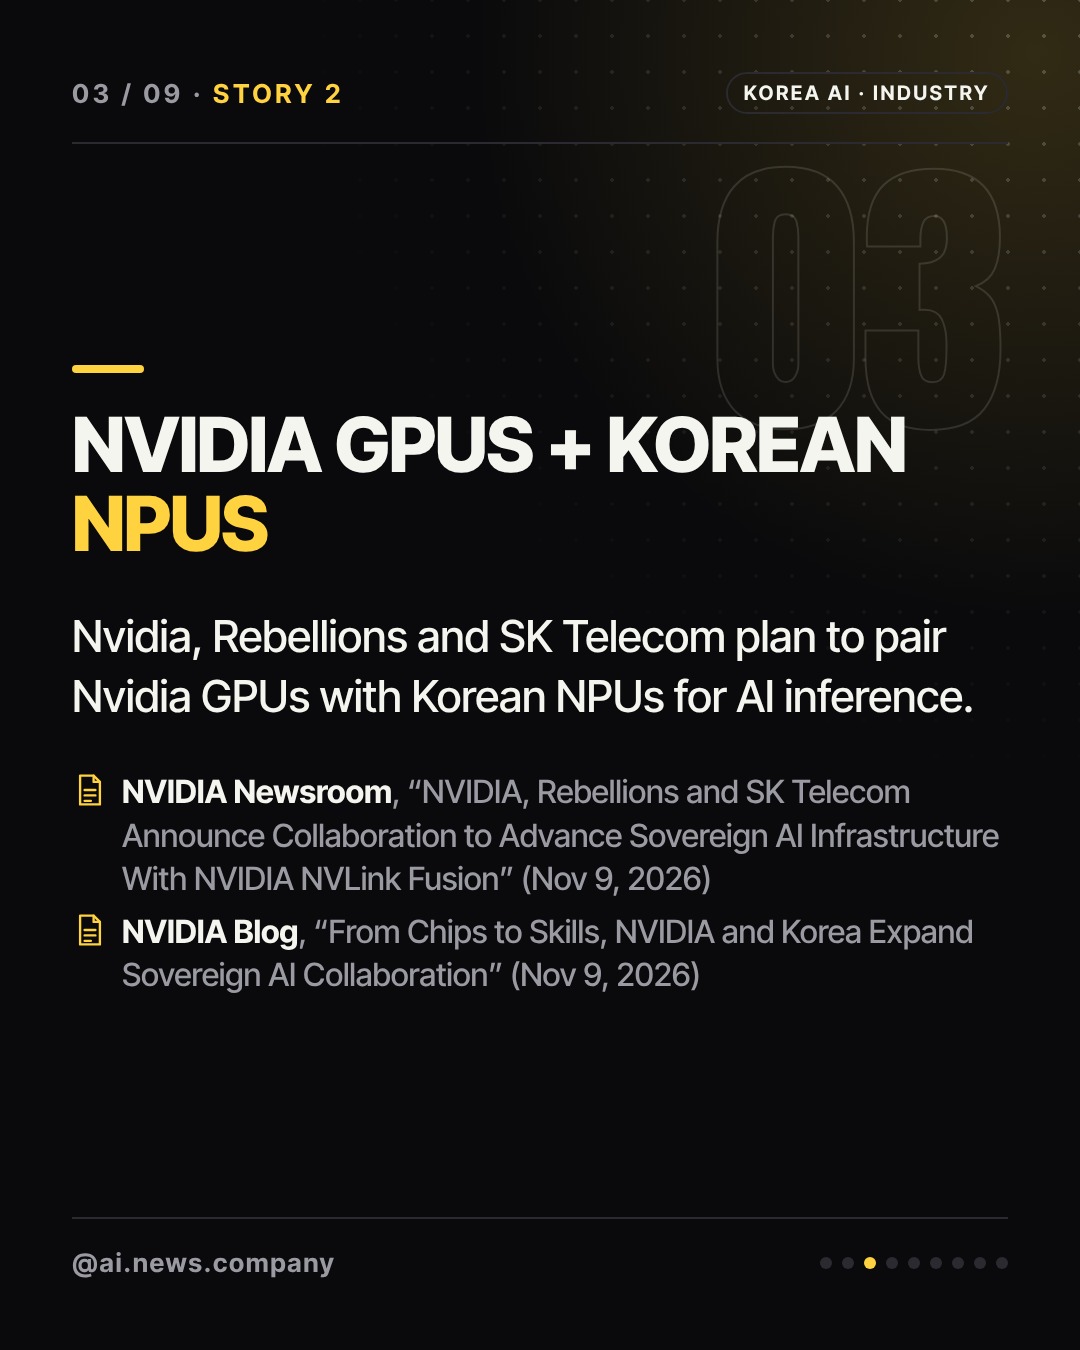 03 / 09 · STORY 2
KOREA AI · INDUSTRY
03
NVIDIA GPUS + KOREAN
NPUS
Nvidia, Rebellions and SK Telecom plan to pair
Nvidia GPUs with Korean NPUs for AI inference.
NVIDIA Newsroom, “NVIDIA, Rebellions and SK Telecom
Announce Collaboration to Advance Sovereign AI Infrastructure
With NVIDIA NVLink Fusion” (Nov 9, 2026)
NVIDIA Blog, “From Chips to Skills, NVIDIA and Korea Expand
Sovereign AI Collaboration” (Nov 9, 2026)
@ai.news.company